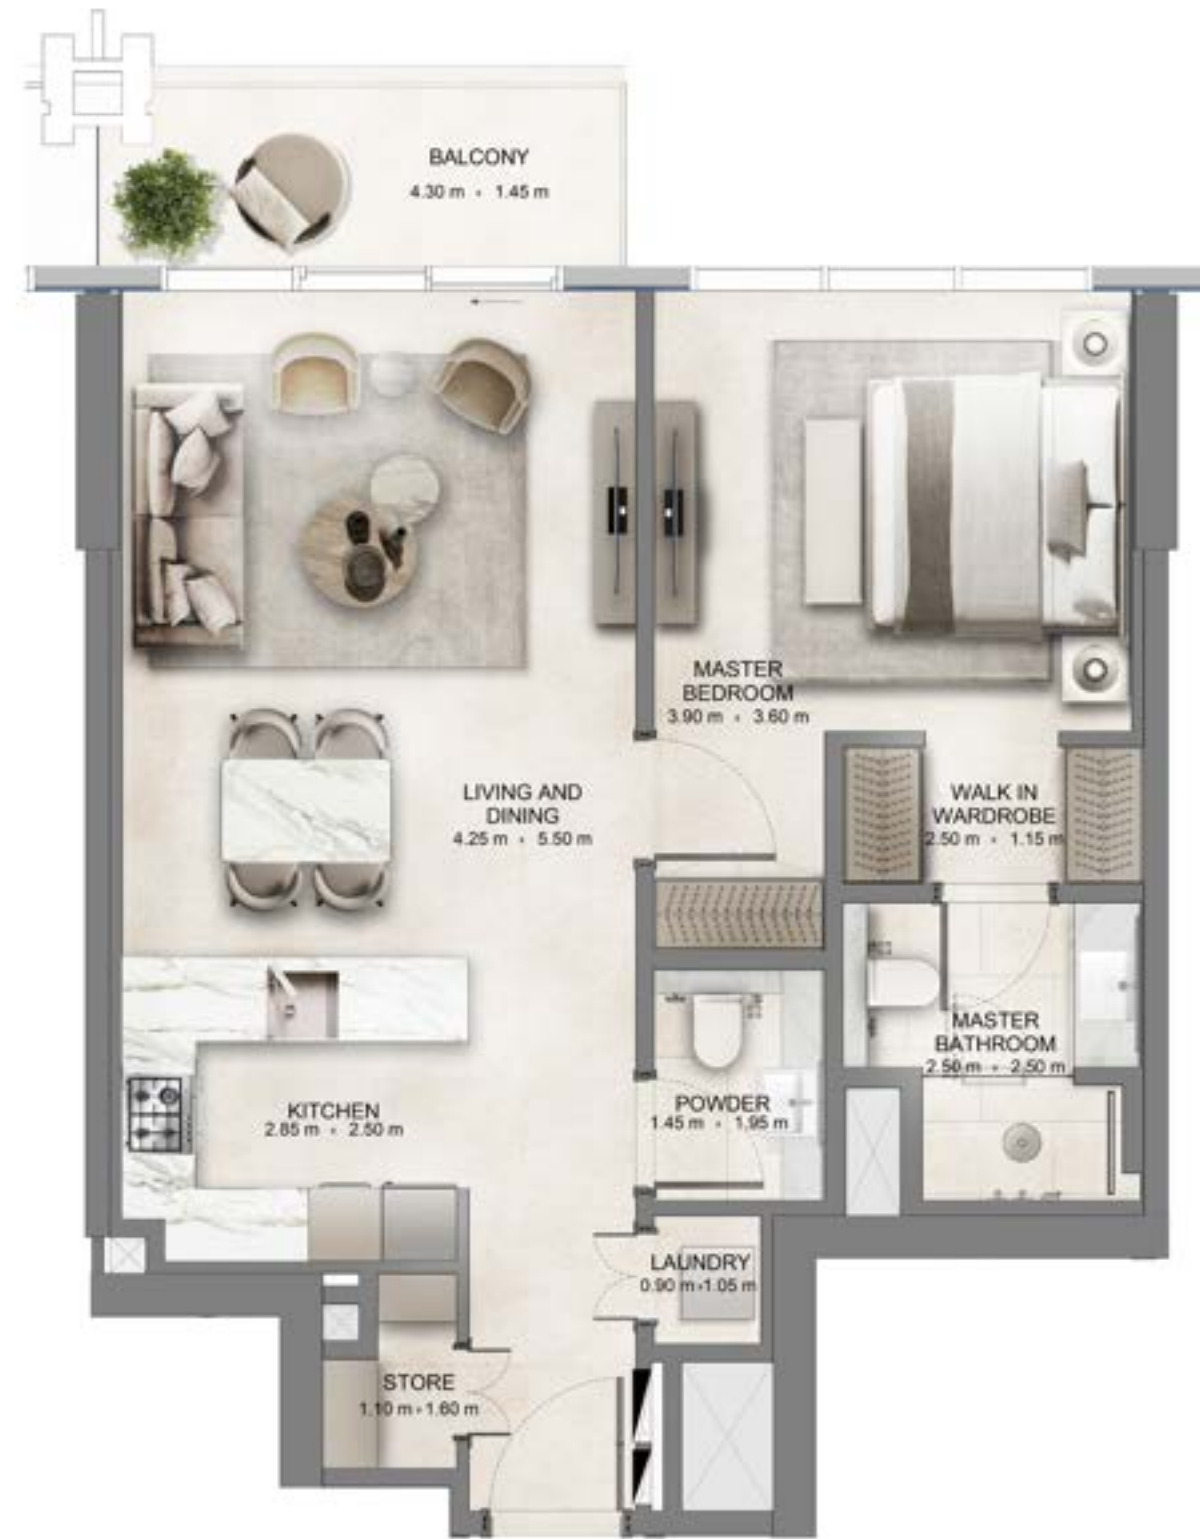 BALCONY
4.30 m • 1.45 m
MASTER
BEDROOM
3.90 m • 3.60 m
LIVING AND
DINING
4.25 m • 5.50 m
WALK IN
WARDROBE
2.50 m • 1.15 m
MASTER
BATHROOM
2.50 m • 2.50 m
KITCHEN
2.85 m • 2.50 m
POWDER
1.45 m • 1.95 m
LAUNDRY
0.90 m•1.05 m
STORE
1.10 m•1.60 m